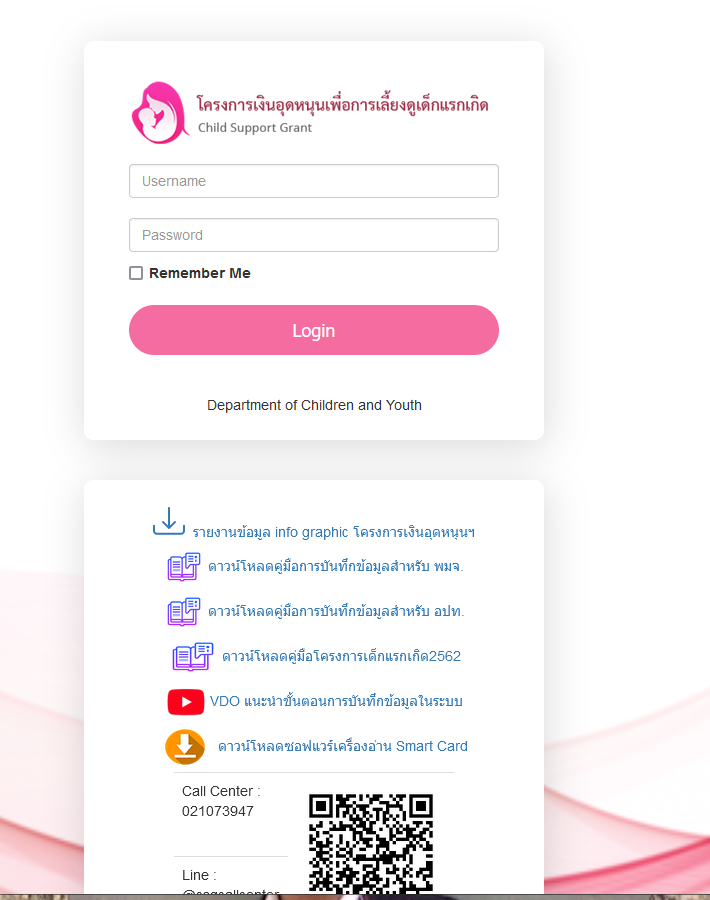 โครงการเงินอุดหนุนเพื่อการเลี้ยงดูเด็กแรกเกิด
Child Support Grant
Username
Password
Remember Me
Login
Department of Children and Youth
รายงานข้อมูล info graphic โครงการเงินอุดหนุนฯ
ดาวน์โหลดคู่มือการบันทึกข้อมูลสำหรับ พมจ.
ดาวน์โหลดคู่มือการบันทึกข้อมูลสำหรับ อปท.
ดาวน์โหลดคู่มือโครงการเด็กแรกเกิด2562
VDO แนะนำขั้นตอนการบันทึกข้อมูลในระบบ
ดาวน์โหลดซอฟแวร์เครื่องอ่าน Smart Card
Call Center :
021073947
Line :